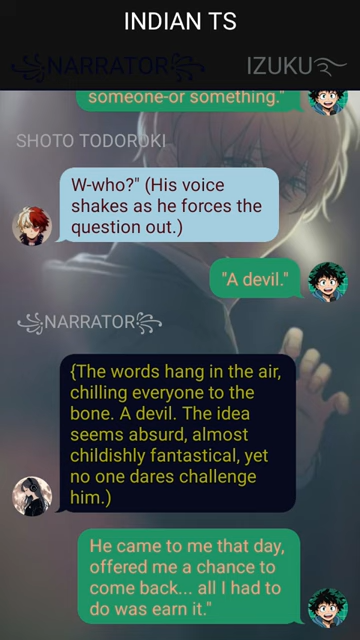 INDIAN TS
꧁NARRATOR꧂
IZUKU࿐
someone-or something."
SHOTO TODOROKI
W-who?" (His voice
shakes as he forces the
question out.)
"A devil."
꧁NARRATOR꧂
{The words hang in the air,
chilling everyone to the
bone. A devil. The idea
seems absurd, almost
childishly fantastical, yet
no one dares challenge
him.)
He came to me that day,
offered me a chance to
come back... all I had to
do was earn it."